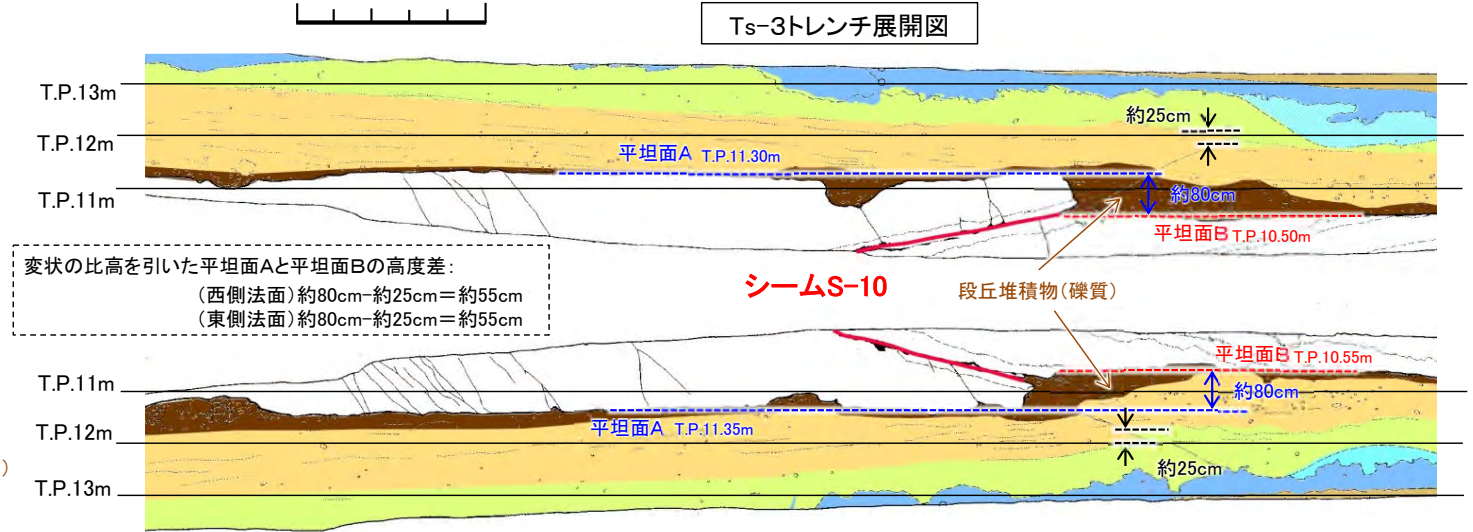 Ts-3トレンチ展開図
T.P.13m
約25cm
T.P.12m
平坦面A T.P.11.30m
T.P.11m
約80cm
平坦面B T.P.10.50m
変状の比高を引いた平坦面Aと平坦面Bの高度差:
(西側法面)約80cm-約25cm=約55cm
(東側法面)約80cm-約25cm=約55cm
シームS-10
段丘堆積物(礫質)
平坦面B T.P.10.55m
T.P.11m
約80cm
平坦面A T.P.11.35m
T.P.12m
)
約25cm
T.P.13m